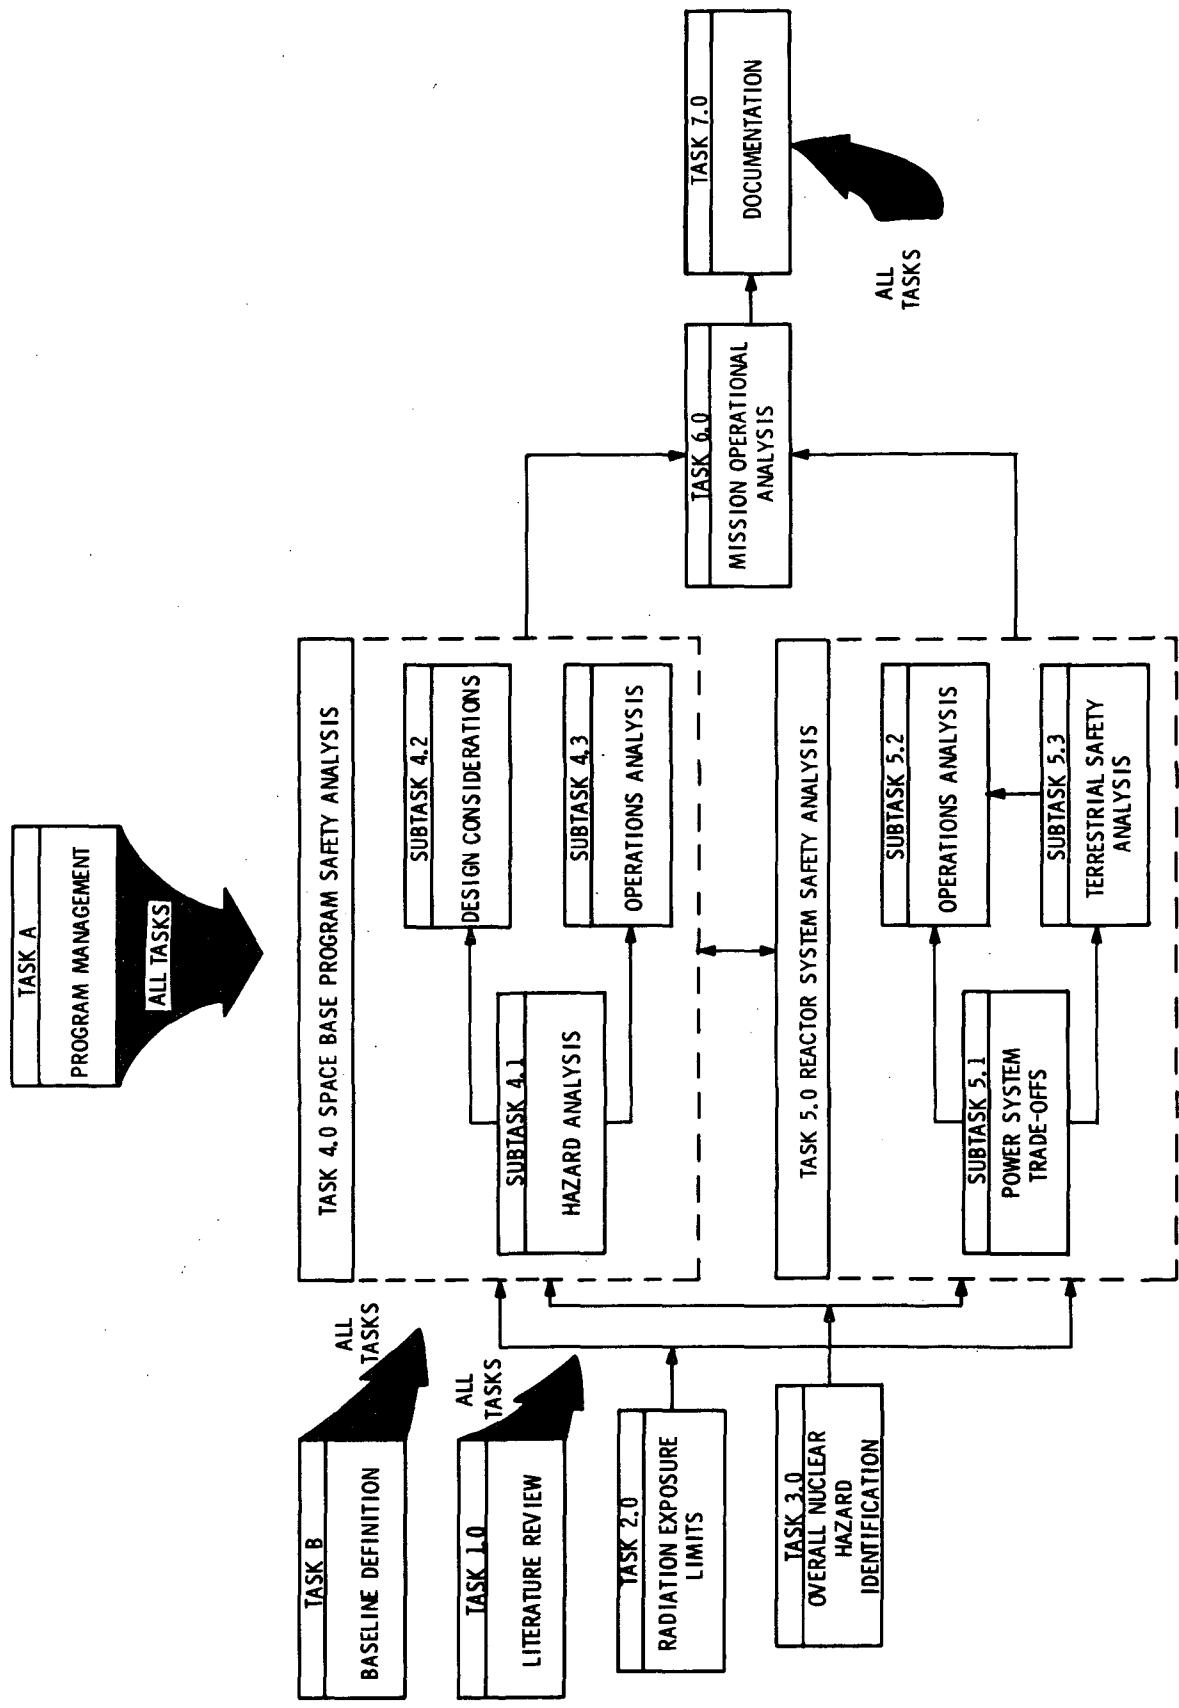 TASK A
PROGRAM MANAGEMENT
ALL TASKS
TASK B
BASELINE DEFINITION
ALL
TASKS
TASK 1.0
LITERATURE REVIEW
ALL
TASKS
TASK 2.0
RADIATION EXPOSURE
LIMITS
TASK 3.0
OVERALL NUCLEAR
HAZARD
IDENTIFICATION
TASK 4.0 SPACE BASE PROGRAM SAFETY ANALYSIS
SUBTASK 4.1
HAZARD ANALYSIS
SUBTASK 4.2
DESIGN CONSIDERATIONS
SUBTASK 4.3
OPERATIONS ANALYSIS
TASK 5.0 REACTOR SYSTEM SAFETY ANALYSIS
SUBTASK 5.1
POWER SYSTEM
TRADE-OFFS
SUBTASK 5.2
OPERATIONS ANALYSIS
SUBTASK 5.3
TERRESTRIAL SAFETY
ANALYSIS
TASK 6.0
MISSION OPERATIONAL
ANALYSIS
TASK 7.0
DOCUMENTATION
ALL
TASKS